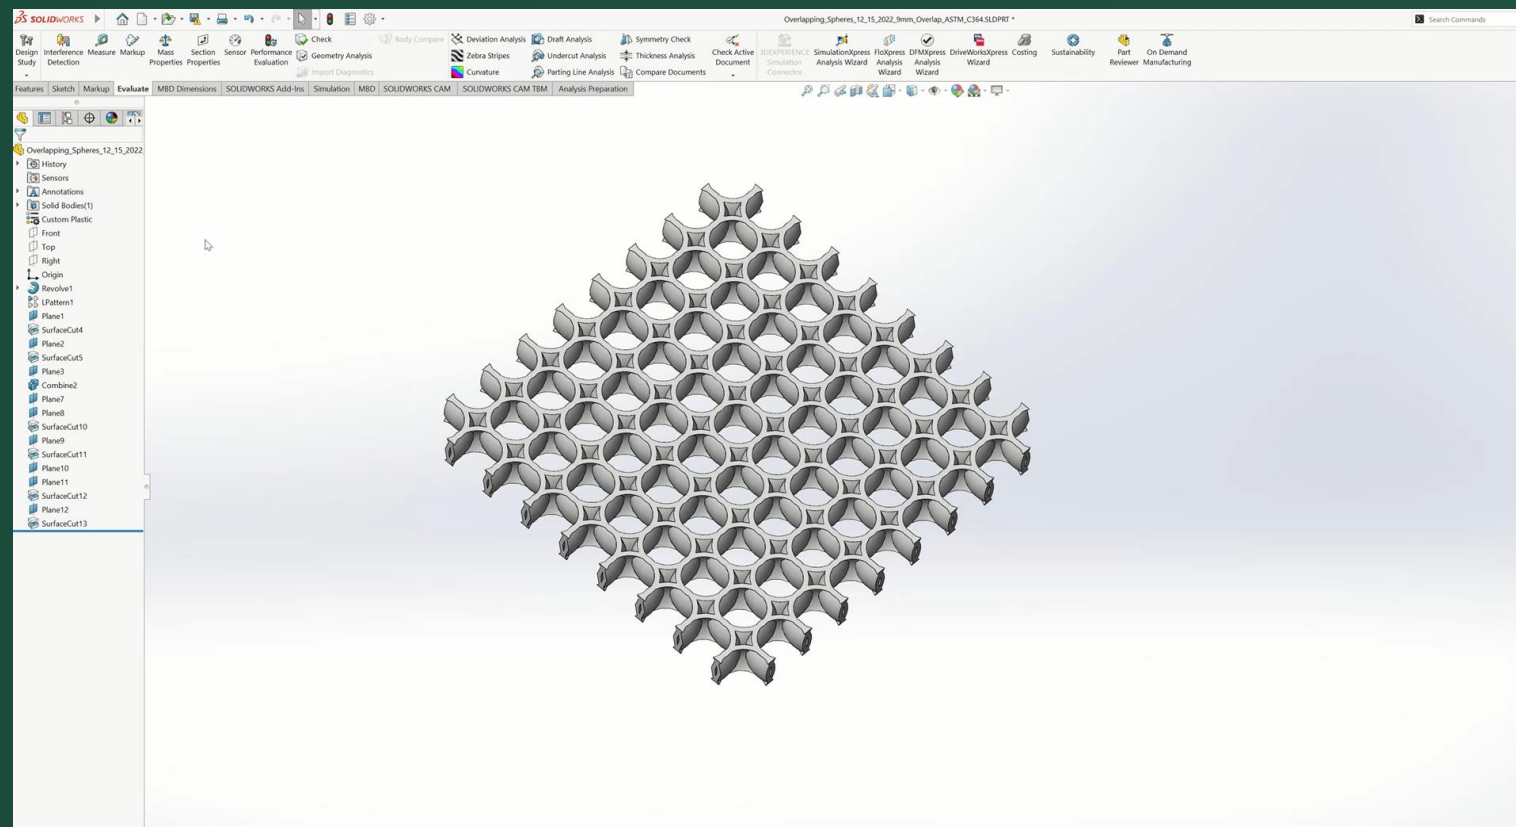 SOLIDWORKS
Overlapping_Spheres_12_15_2022_9mm_Overlap_ASTM_C364.SLDPRT *
Search Commands
Design Study
Interference Detection
Measure
Markup
Mass Properties
Section Properties
Sensor
Performance Evaluation
Check
Geometry Analysis
Import Diagnostics
Body Compare
Deviation Analysis
Zebra Stripes
Curvature
Draft Analysis
Undercut Analysis
Parting Line Analysis
Symmetry Check
Thickness Analysis
Compare Documents
Check Active Document
3DEXPERIENCE Simulation Connector
SimulationXpress Analysis Wizard
FloXpress Analysis Wizard
DFMXpress Analysis Wizard
DriveWorksXpress Wizard
Costing
Sustainability
Part Reviewer
On Demand Manufacturing
Features
Sketch
Markup
Evaluate
MBD Dimensions
SOLIDWORKS Add-Ins
Simulation
MBD
SOLIDWORKS CAM
SOLIDWORKS CAM TBM
Analysis Preparation
Overlapping_Spheres_12_15_2022
History
Sensors
Annotations
Solid Bodies(1)
Custom Plastic
Front
Top
Right
Origin
Revolve1
LPattern1
Plane1
SurfaceCut4
Plane2
SurfaceCut5
Plane3
Combine2
Plane7
Plane8
SurfaceCut10
Plane9
SurfaceCut11
Plane10
Plane11
SurfaceCut12
Plane12
SurfaceCut13